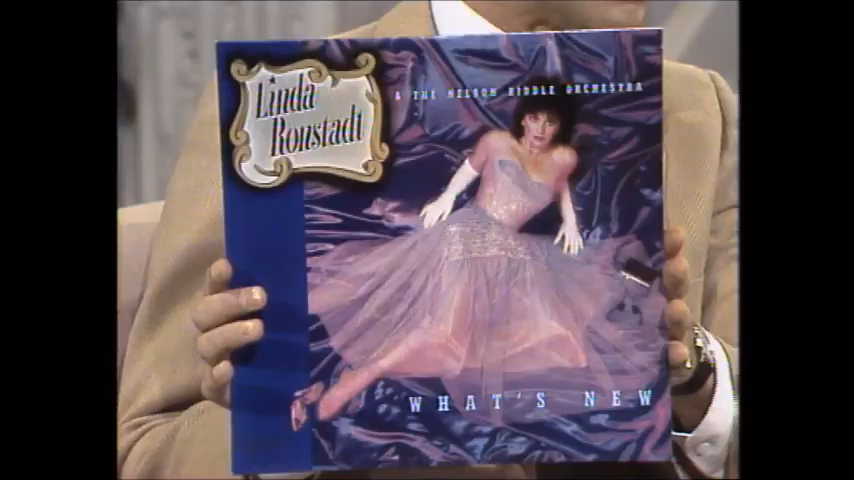 Linda
Ronstadt
& THE NELSON RIDDLE ORCHESTRA
WHAT'S NEW